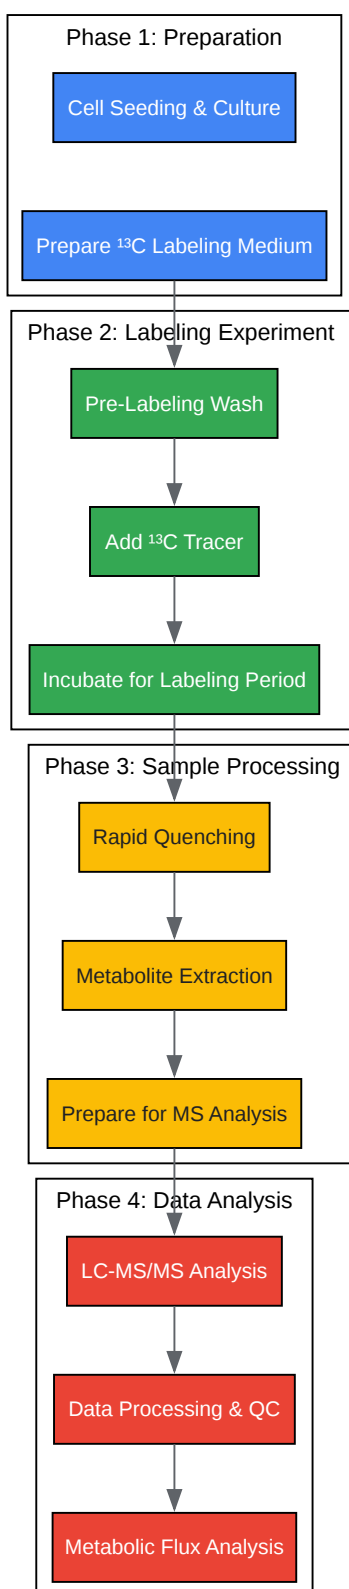 Phase 1: Preparation
Cell Seeding & Culture
Prepare ¹³C Labeling Medium
Phase 2: Labeling Experiment
Pre-Labeling Wash
Add ¹³C Tracer
Incubate for Labeling Period
Phase 3: Sample Processing
Rapid Quenching
Metabolite Extraction
Prepare for MS Analysis
Phase 4: Data Analysis
LC-MS/MS Analysis
Data Processing & QC
Metabolic Flux Analysis